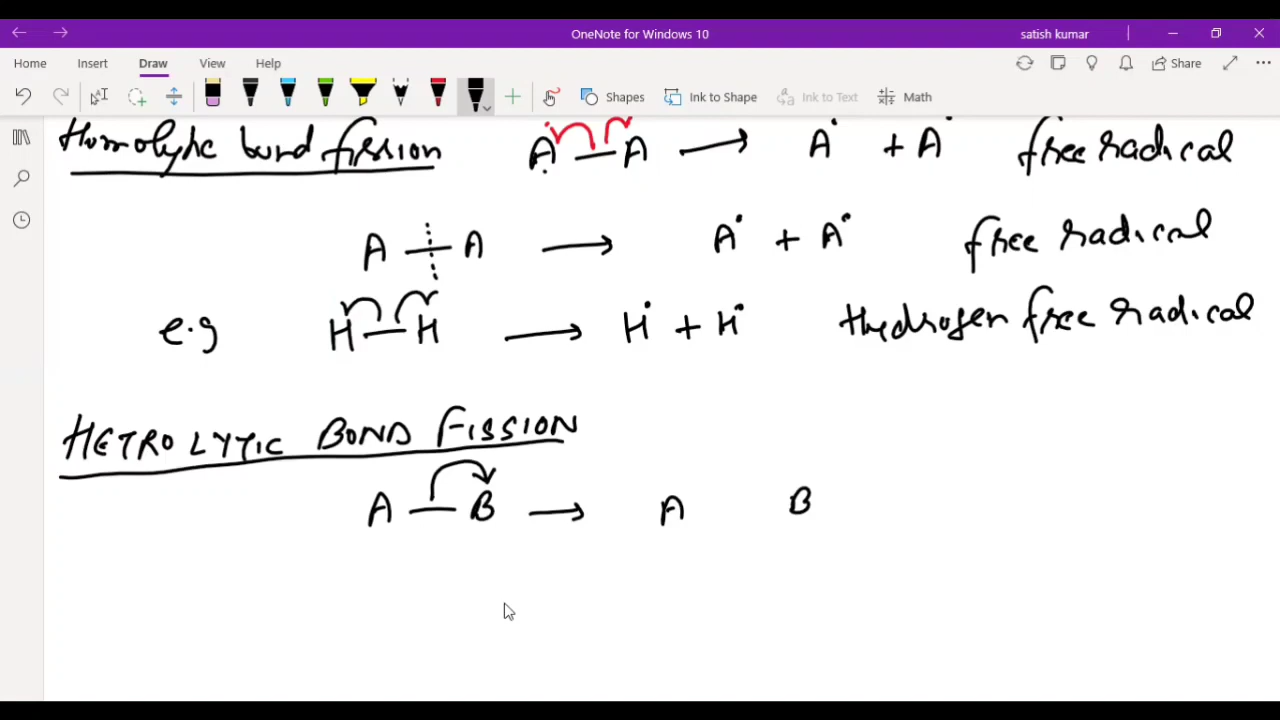 OneNote for Windows 10
satish kumar
Home Insert Draw View Help
Share
Shapes Ink to Shape Ink to Text Math
Homolytic bond fission A — A → A• + A• free radical
A — A → A• + A• free radical
e.g H — H → H• + H• Hydrogen free radical
HETROLYTIC BOND FISSION
A — B → A B